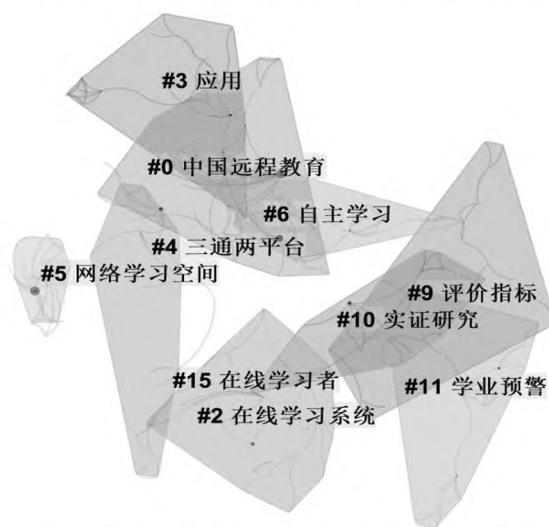 #3 应用
#0 中国远程教育
#6 自主学习
#4 三通两平台
#5 网络学习空间
#9 评价指标
#10 实证研究
#15 在线学习者
#11 学业预警
#2 在线学习系统